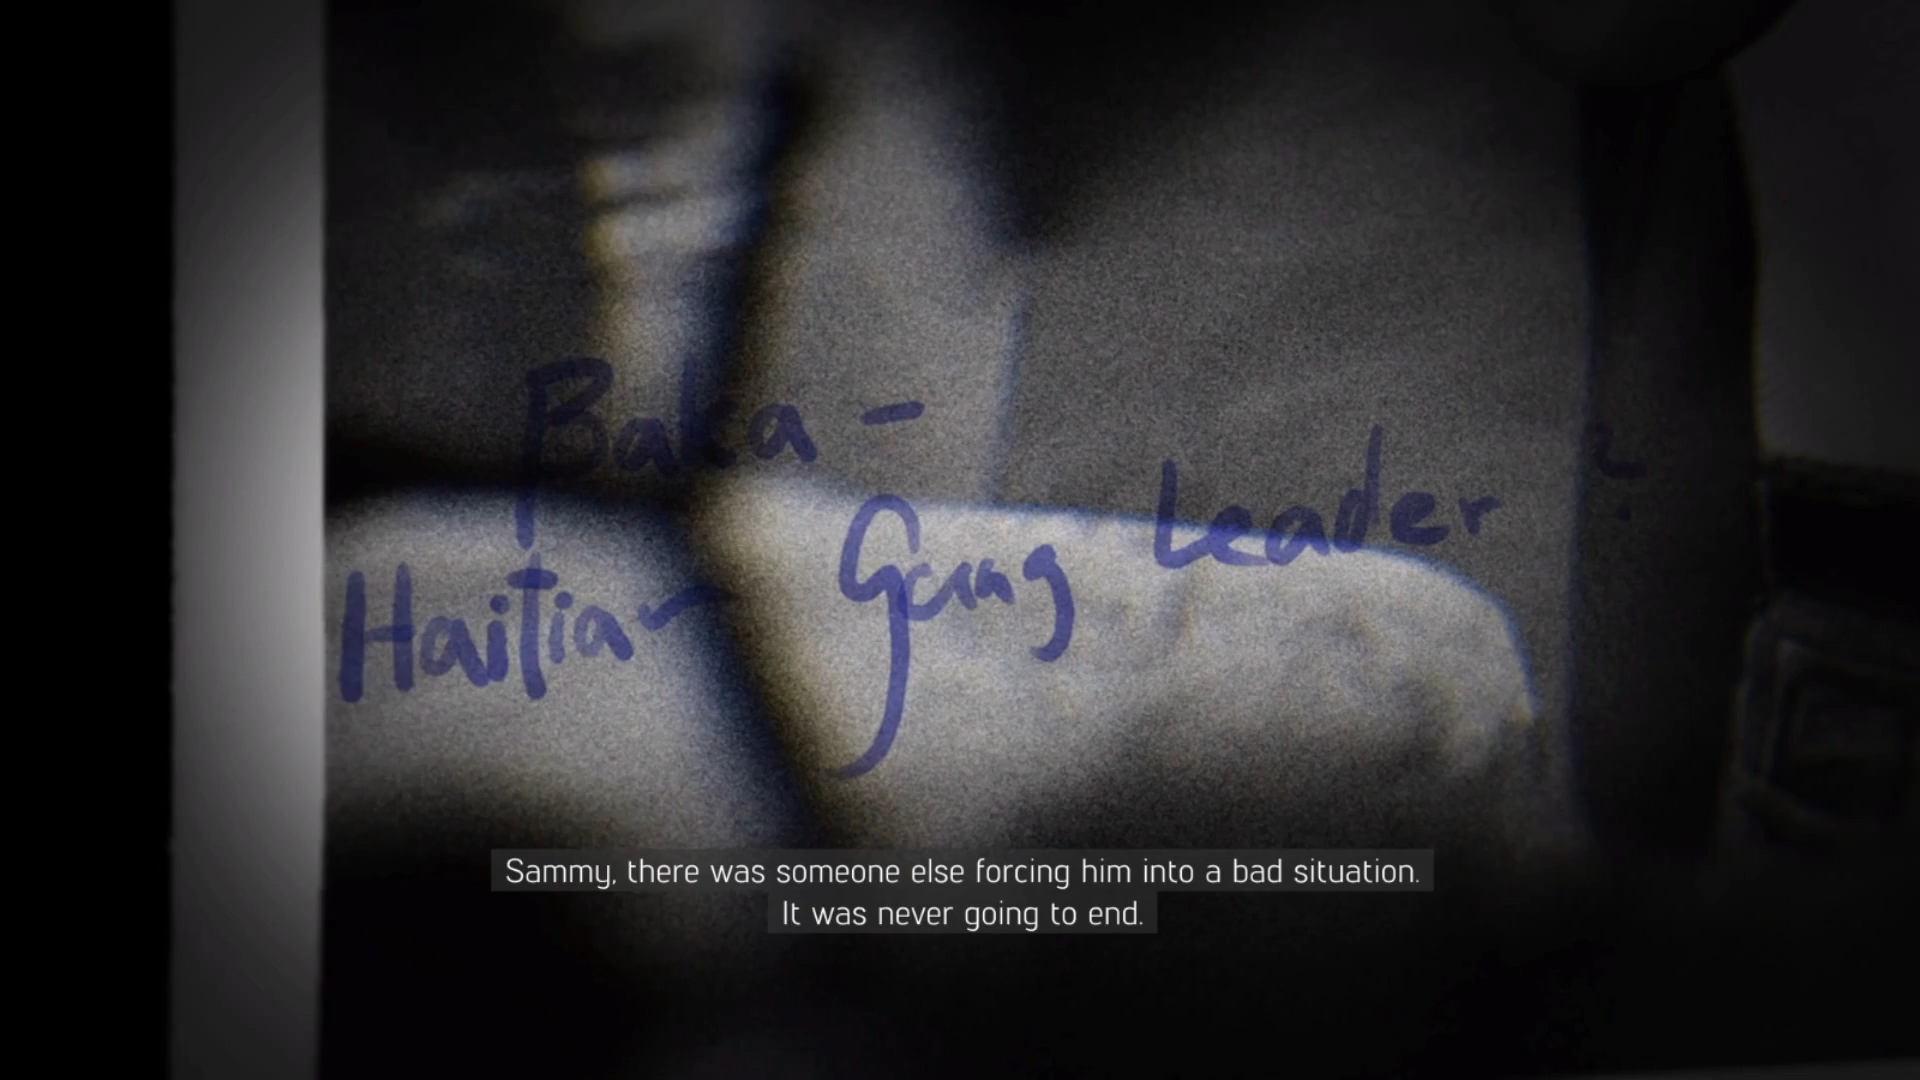 Baka -
Haitian Gang Leader ?
Sammy, there was someone else forcing him into a bad situation.
It was never going to end.